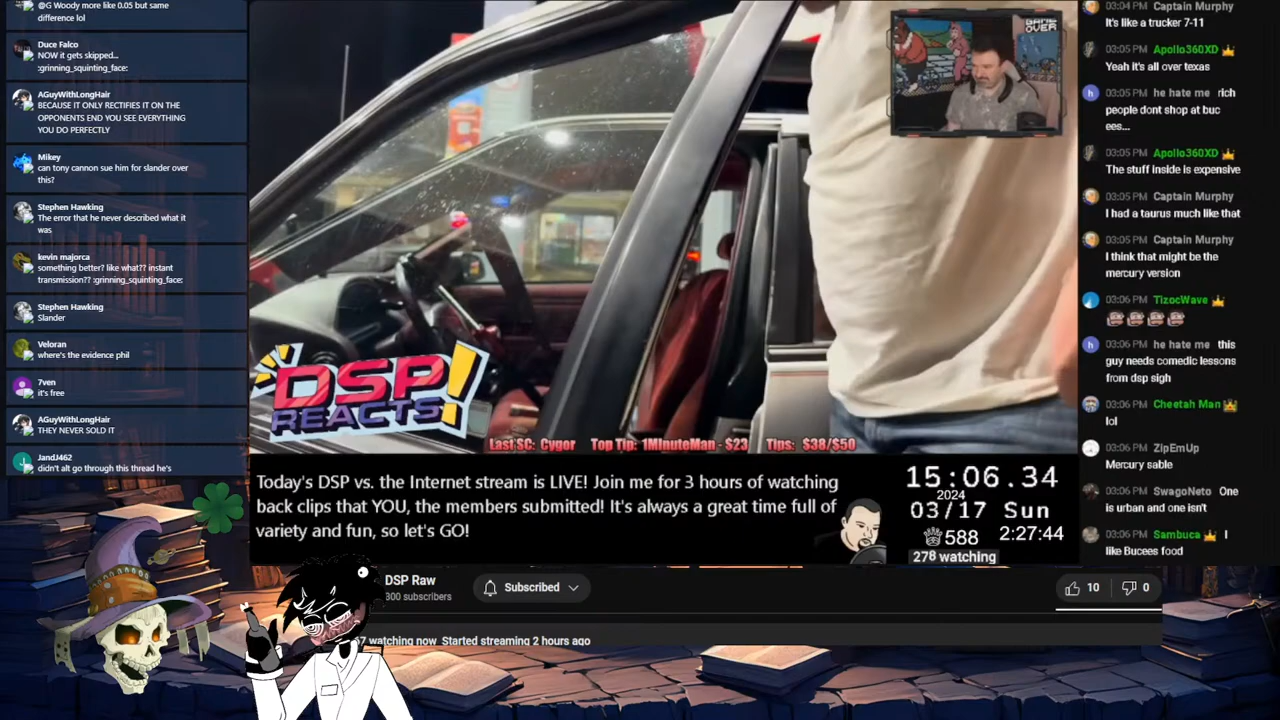 @G Woody more like 0.05 but same
difference lol
Duce Falco
NOW it gets skipped...
:grinning_squinting_face:
AGuyWithLongHair
BECAUSE IT ONLY RECTIFIES IT ON THE
OPPONENTS END YOU SEE EVERYTHING
YOU DO PERFECTLY
Mikey
can tony cannon sue him for slander over
this?
Stephen Hawking
The error that he never described what it
was
kevin majorca
something better? like what?? instant
transmission?? :grinning_squinting_face:
Stephen Hawking
Slander
Veloran
where's the evidence phil
7ven
it's free
AGuyWithLongHair
THEY NEVER SOLD IT
JandJ462
didn't alt go through this thread he's
GAME
OVER
DSP
REACTS!
Last SC: Cygor Top Tip: 1MinuteMan - $23 Tips: $38/$50
Today's DSP vs. the Internet stream is LIVE! Join me for 3 hours of watching
back clips that YOU, the members submitted! It's always a great time full of
variety and fun, so let's GO!
15:06.34
2024
03/17 Sun
588 2:27:44
278 watching
DSP Raw
300 subscribers
Subscribed
10
0
57 watching now Started streaming 2 hours ago
03:04 PM Captain Murphy
It's like a trucker 7-11
03:05 PM Apollo360XD
Yeah it's all over texas
03:05 PM he hate me rich
people dont shop at buc
ees...
03:05 PM Apollo360XD
The stuff inside is expensive
03:05 PM Captain Murphy
I had a taurus much like that
03:05 PM Captain Murphy
I think that might be the
mercury version
03:06 PM TizocWave
03:06 PM he hate me this
guy needs comedic lessons
from dsp sigh
03:06 PM Cheetah Man
lol
03:06 PM ZipEmUp
Mercury sable
03:06 PM SwagoNeto One
is urban and one isn't
03:06 PM Sambuca I
like Bucees food